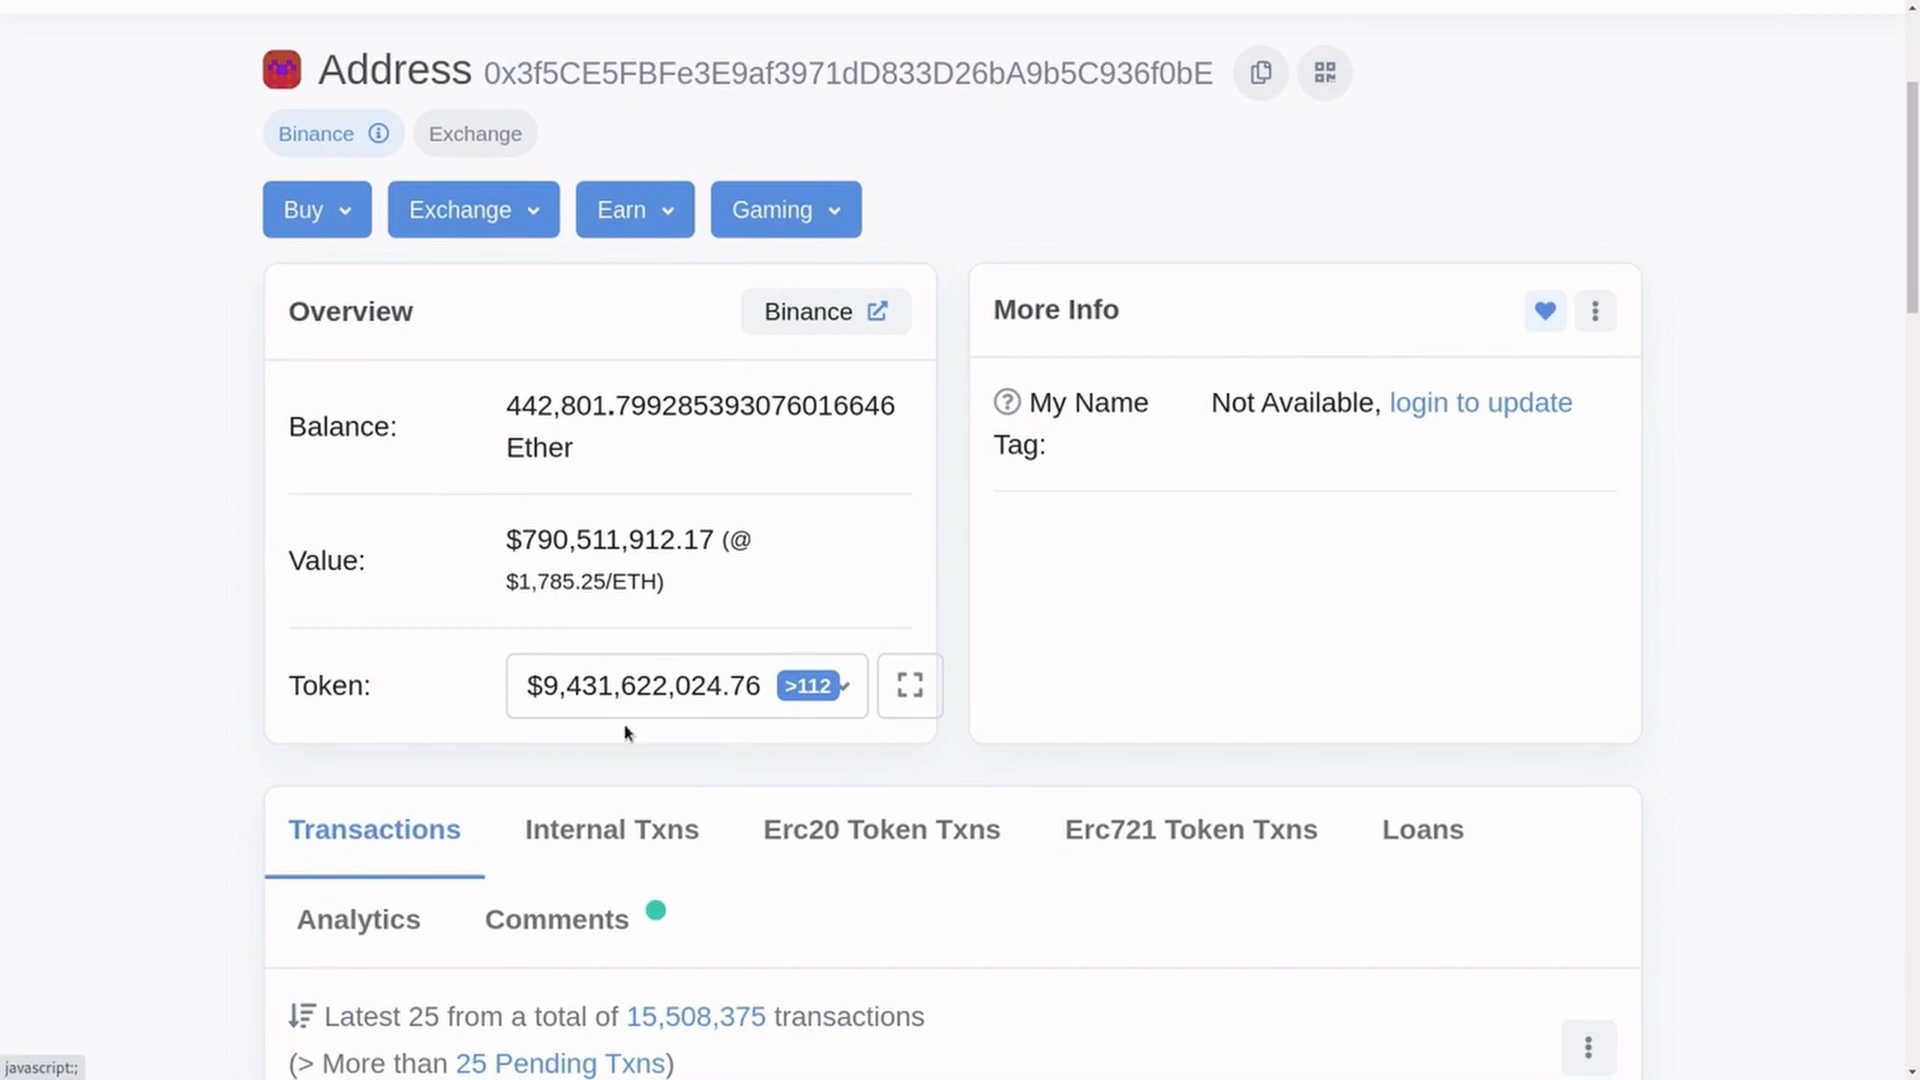 Address 0x3f5CE5FBFe3E9af3971dD833D26bA9b5C936f0bE
Binance Exchange
Buy Exchange Earn Gaming
Overview Binance
Balance: 442,801.799285393076016646
Ether
Value: $790,511,912.17 (@
$1,785.25/ETH)
Token: $9,431,622,024.76 >112
More Info
My Name Not Available, login to update
Tag:
Transactions Internal Txns Erc20 Token Txns Erc721 Token Txns Loans
Analytics Comments
Latest 25 from a total of 15,508,375 transactions
(> More than 25 Pending Txns)
javascript:;